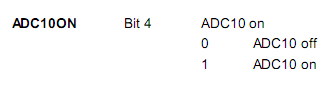 ADC10ON Bit 4 ADC10 on
0 ADC10 off
1 ADC10 on